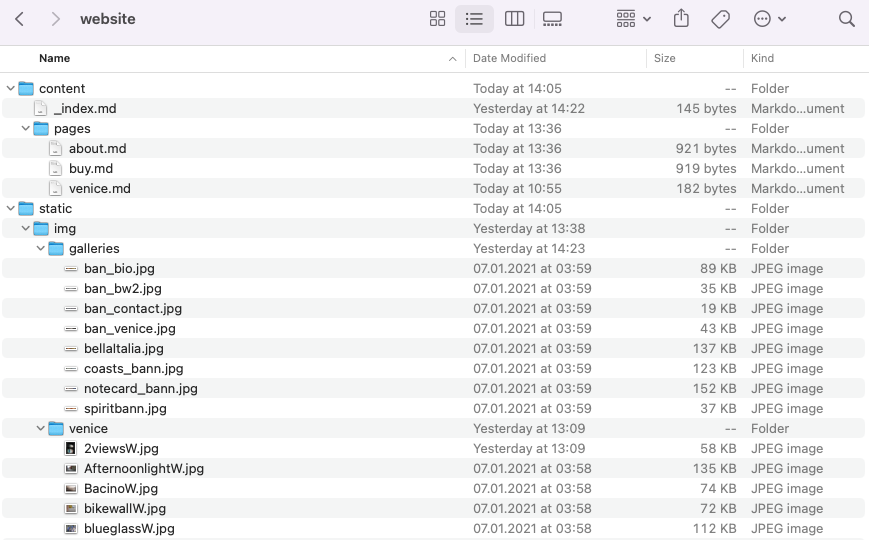 website
Name Date Modified Size Kind
content Today at 14:05 -- Folder
_index.md Yesterday at 14:22 145 bytes Markdo...ument
pages Today at 13:36 -- Folder
about.md Today at 13:36 921 bytes Markdo...ument
buy.md Today at 13:36 919 bytes Markdo...ument
venice.md Today at 10:55 182 bytes Markdo...ument
static Today at 14:05 -- Folder
img Yesterday at 13:38 -- Folder
galleries Yesterday at 14:23 -- Folder
ban_bio.jpg 07.01.2021 at 03:59 89 KB JPEG image
ban_bw2.jpg 07.01.2021 at 03:59 35 KB JPEG image
ban_contact.jpg 07.01.2021 at 03:59 19 KB JPEG image
ban_venice.jpg 07.01.2021 at 03:59 43 KB JPEG image
bellaItalia.jpg 07.01.2021 at 03:59 137 KB JPEG image
coasts_bann.jpg 07.01.2021 at 03:59 123 KB JPEG image
notecard_bann.jpg 07.01.2021 at 03:59 152 KB JPEG image
spiritbann.jpg 07.01.2021 at 03:59 37 KB JPEG image
venice Yesterday at 13:09 -- Folder
2viewsW.jpg Yesterday at 13:09 58 KB JPEG image
AfternoonlightW.jpg 07.01.2021 at 03:58 135 KB JPEG image
BacinoW.jpg 07.01.2021 at 03:58 74 KB JPEG image
bikewallW.jpg 07.01.2021 at 03:58 72 KB JPEG image
blueglassW.jpg 07.01.2021 at 03:58 112 KB JPEG image